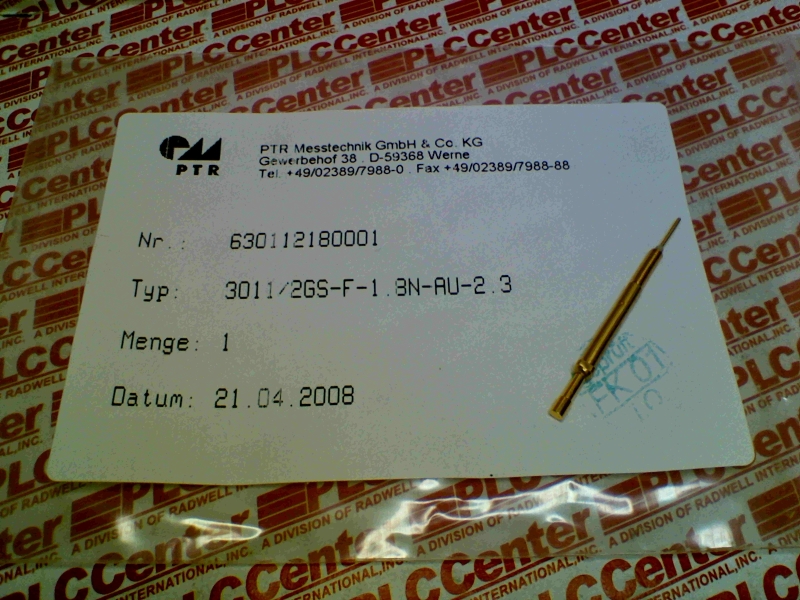 PTR
PTR Messtechnik GmbH & Co. KG
Gewerbehof 38 . D-59368 Werne
Tel. +49/02389/7988-0 . Fax +49/02389/7988-88
Nr.: 630112180001
Typ: 3011/2GS-F-1.8N-AU-2.3
Menge: 1
Datum: 21.04.2008
FK 01
PLCCenter
A DIVISION OF RADWELL INTERNATIONAL, INC.